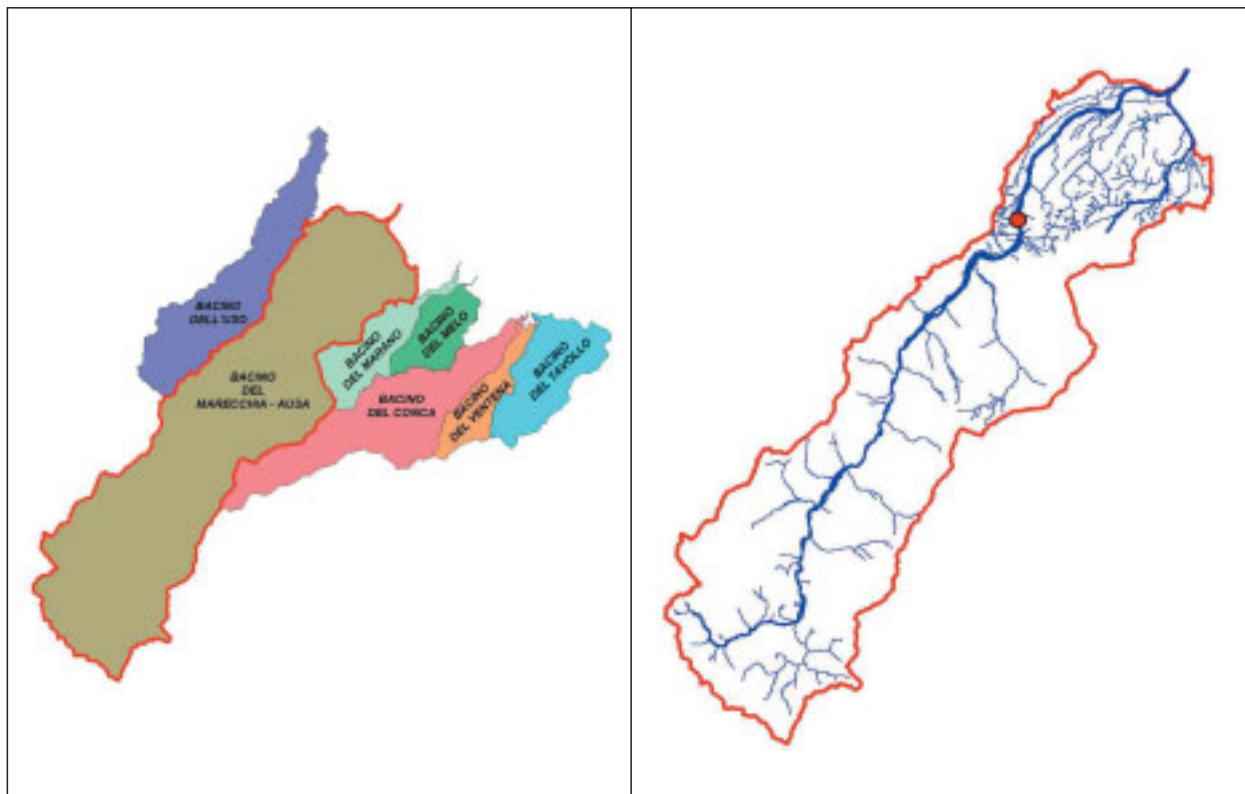 BACINO
DELL'USO
BACINO
DEL
MARECCHIA - AUSA
BACINO
DEL MARANO
BACINO
DEL MELO
BACINO
DEL CONCA
BACINO
DEL VENTENA
BACINO
DEL TAVOLLO